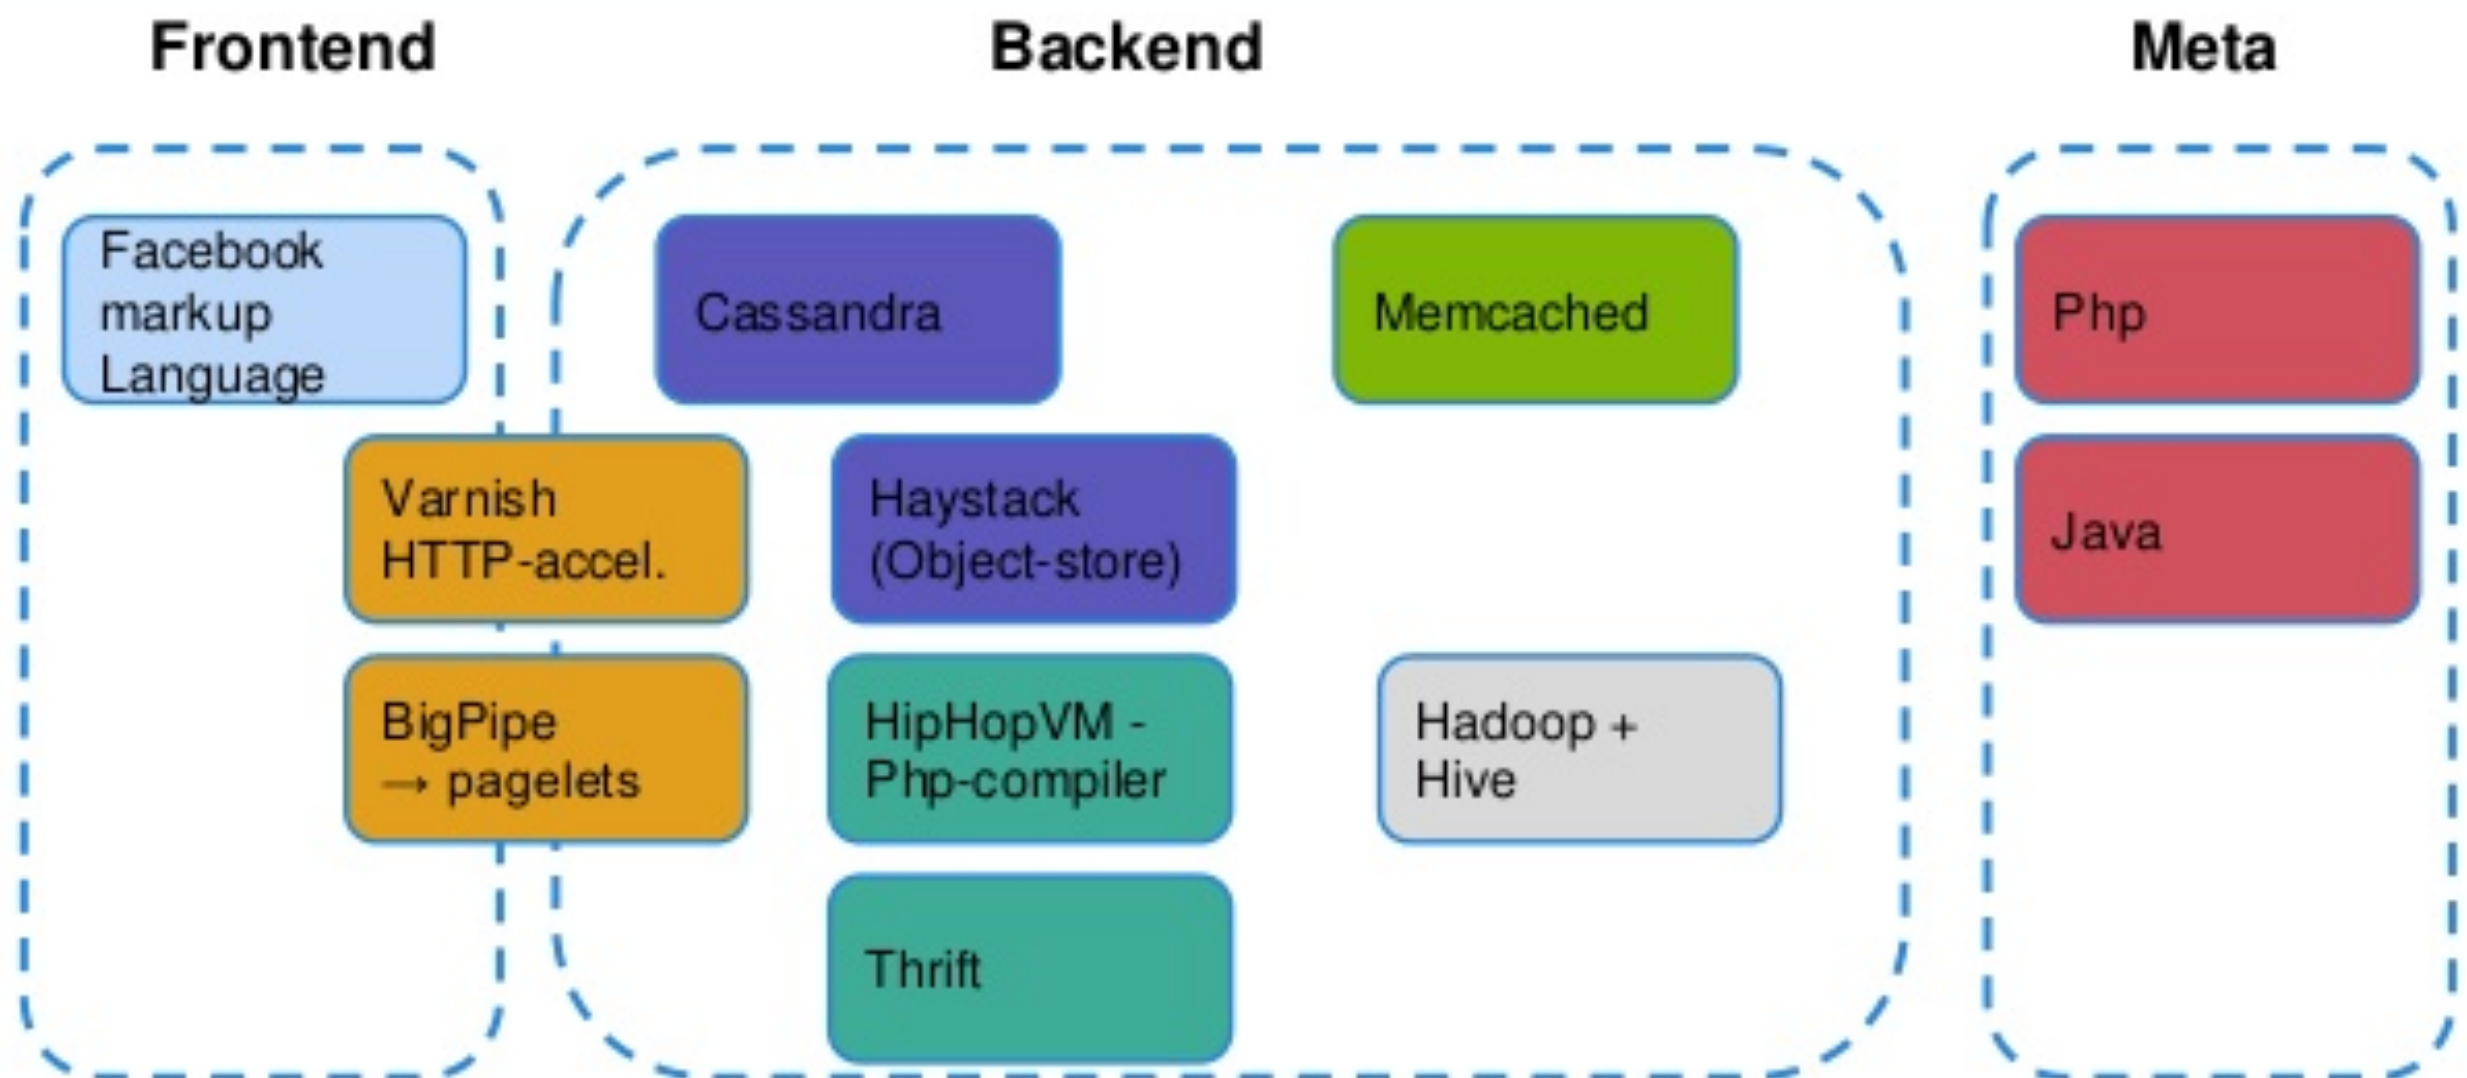 Frontend
Backend
Meta
Facebook
markup
Language
Cassandra
Memcached
Php
Varnish
HTTP-accel.
Haystack
(Object-store)
Java
BigPipe
→ pagelets
HipHopVM -
Php-compiler
Hadoop +
Hive
Thrift